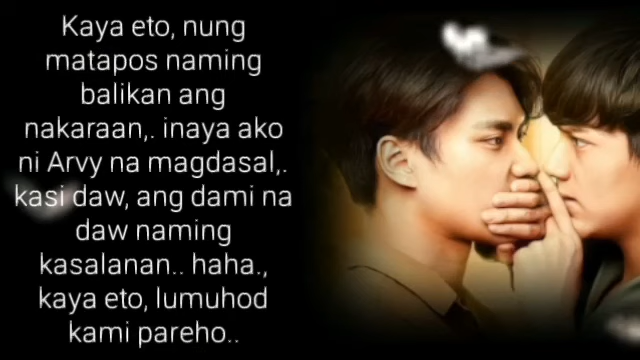 Kaya eto, nung
matapos naming
balikan ang
nakaraan,. inaya ako
ni Arvy na magdasal,.
kasi daw, ang dami na
daw naming
kasalanan.. haha.,
kaya eto, lumuhod
kami pareho..